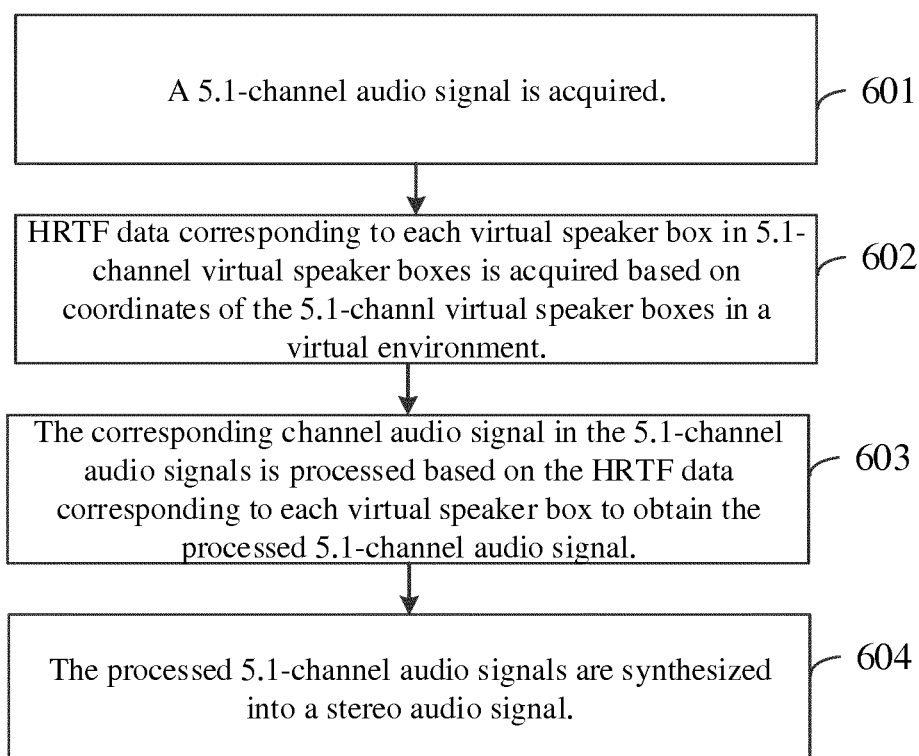 A 5.1-channel audio signal is acquired.
601
HRTF data corresponding to each virtual speaker box in 5.1-
channel virtual speaker boxes is acquired based on
coordinates of the 5.1-channl virtual speaker boxes in a
virtual environment.
602
The corresponding channel audio signal in the 5.1-channel
audio signals is processed based on the HRTF data
corresponding to each virtual speaker box to obtain the
processed 5.1-channel audio signal.
603
The processed 5.1-channel audio signals are synthesized
into a stereo audio signal.
604